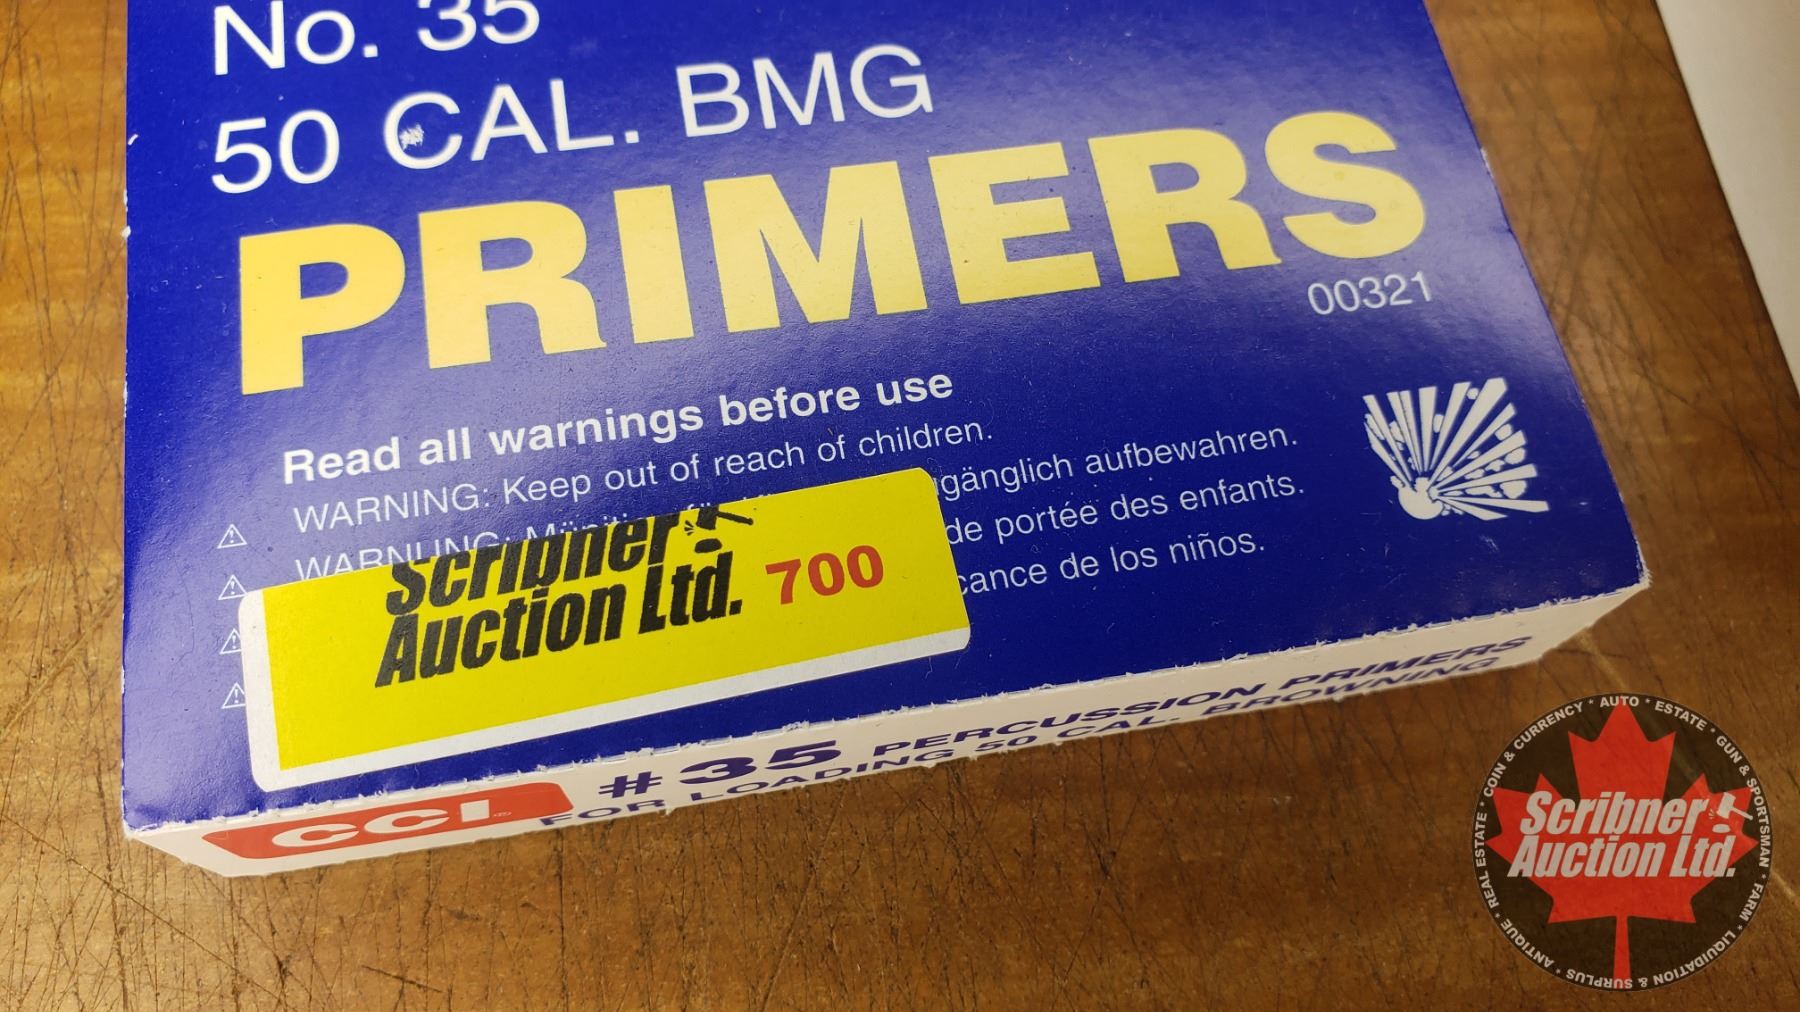 No. 35
50 CAL. BMG
PRIMERS
00321
Read all warnings before use
WARNING: Keep out of reach of children.
gänglich aufbewahren.
de portée des enfants.
cance de los niños.
Scribner
Auction Ltd. 700
CCI
#35 PERCUSSION PRIMERS
FOR LOADING 50 CAL. BROWNING
REAL ESTATE * COIN & CURRENCY * AUTO * ESTATE * GUN & SPORTSMAN * FARM * LIQUIDATION & SURPLUS * ANTIQUE *
Scribner
Auction Ltd.